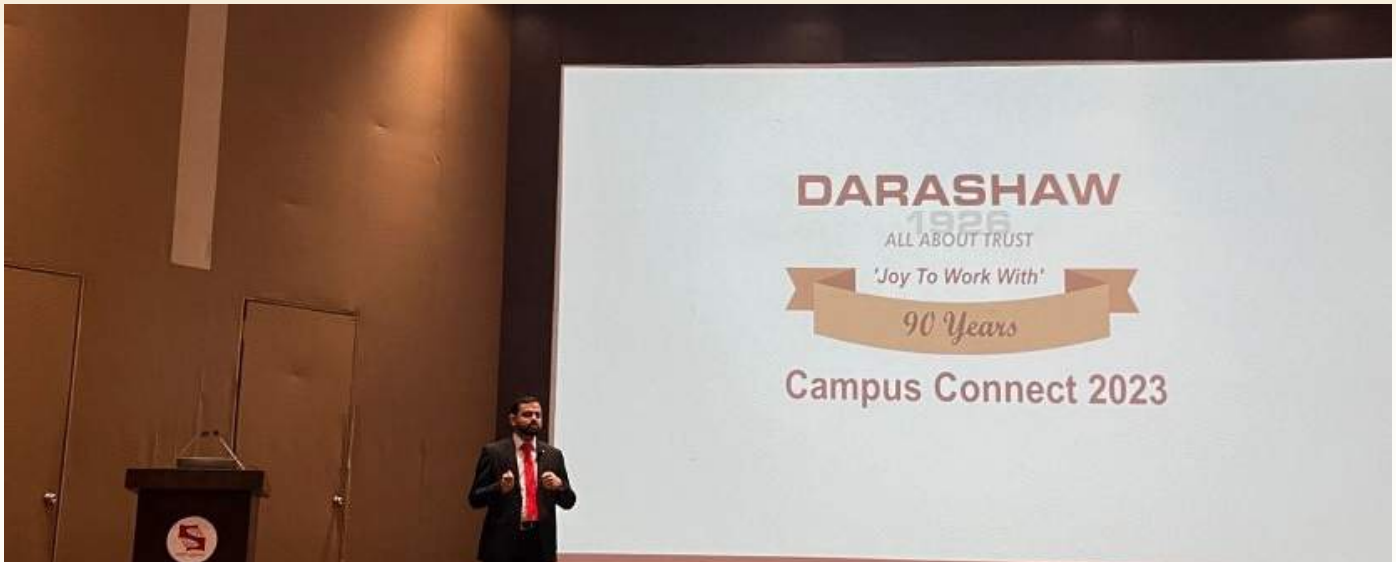 DARASHAW
1926
ALL ABOUT TRUST
'Joy To Work With'
90 Years
Campus Connect 2023